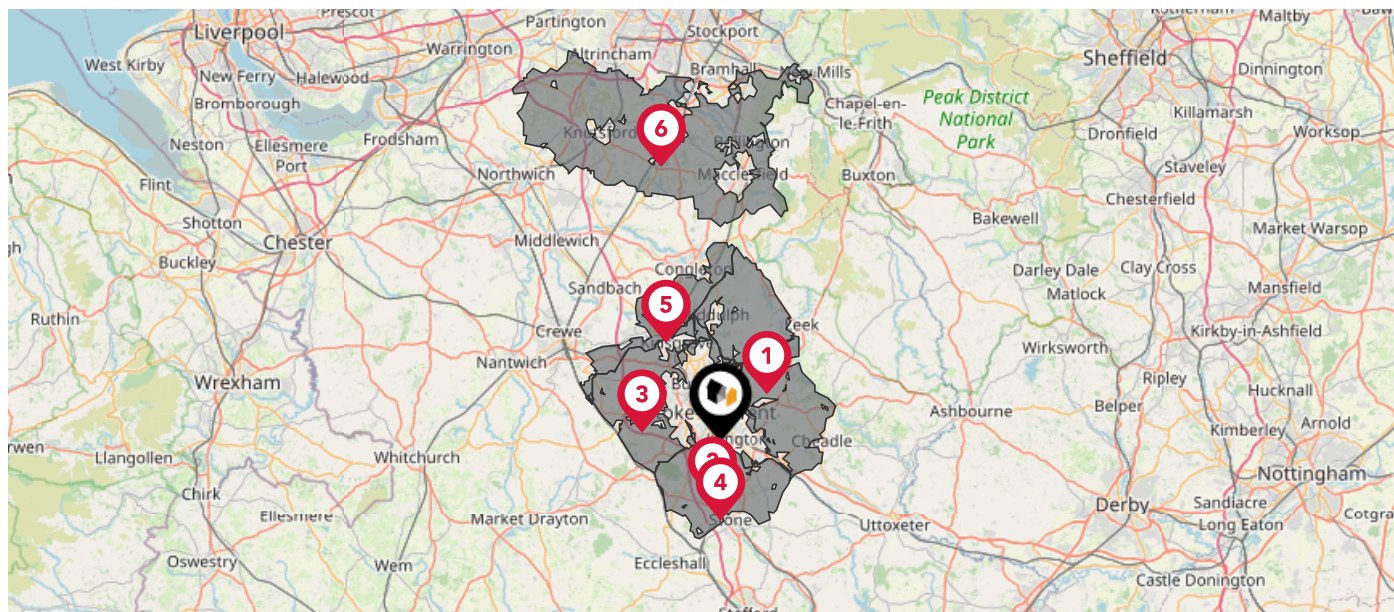 Prescot
Partington
Stockport
Rotherham
Maltby
Liverpool
Warrington
Altrincham
Sheffield
West Kirby
New Ferry
Halewood
Bramhall
Mills
Dinnington
Bromborough
Chapel-en-
le-Frith
Peak District
National
Park
Killamarsh
Neston
Frodsham
Knutsford
6
Dronfield
Worksop
Ellesmere
Port
Flint
Northwich
Macclesfield
Buxton
Staveley
Chesterfield
Shotton
Bakewell
Market Warsop
Chester
Middlewich
Buckley
Congleton
Darley Dale
Clay Cross
Sandbach
Matlock
Mansfield
5
Ruthin
Crewe
Leek
Kirkby-in-Ashfield
Nantwich
1
Wirksworth
Wrexham
Ripley
Hucknall
3
Ashbourne
Belper
Arnold
Kimberley
Cheadle
Llangollen
Whitchurch
Nottingham
4
Chirk
Derby
Sandiacre
Ellesmere
Market Drayton
Stone
Uttoxeter
Long Eaton
Oswestry
Wem
Eccleshall
Castle Donington
Stafford